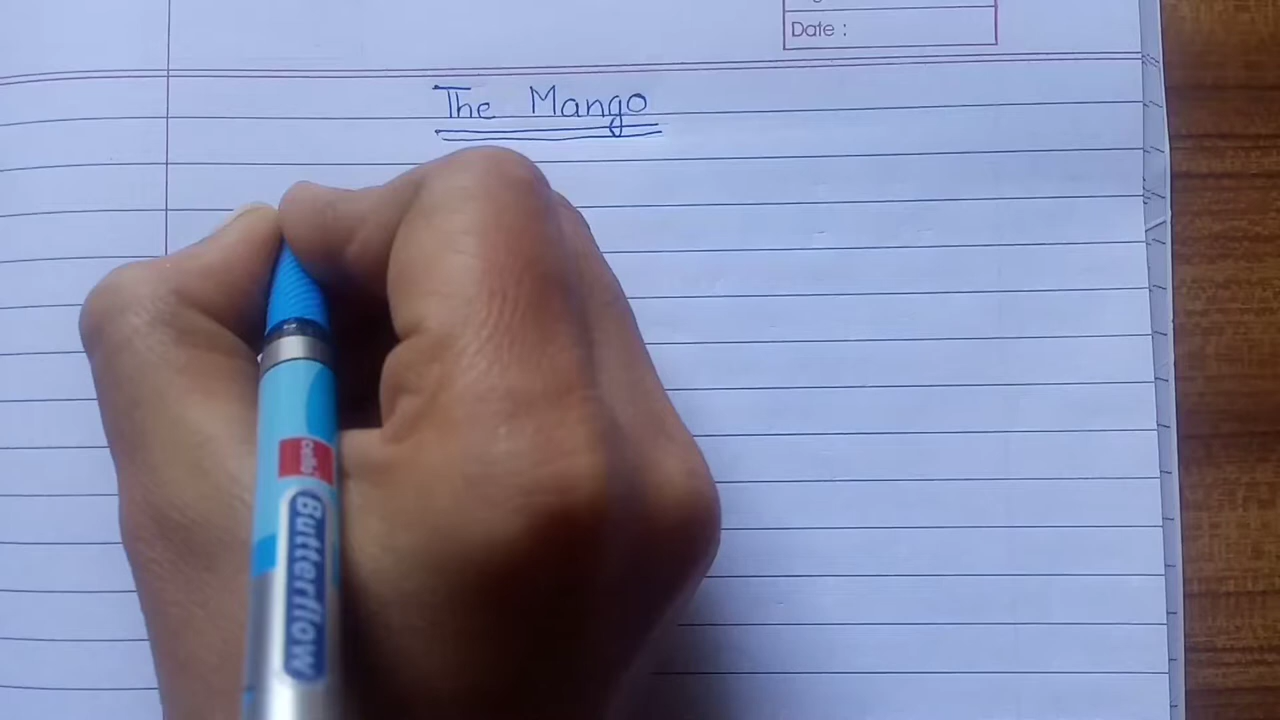 Date :
The Mango
cello
Butterflow